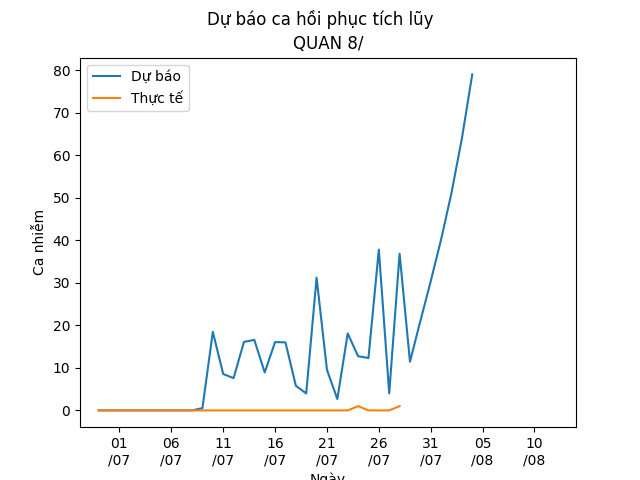 Dự báo ca hồi phục tích lũy
QUAN 8/
Dự báo
Thực tế
Ca nhiễm
80
70
60
50
40
30
20
10
0
01 06 11 16 21 26 31 05 10
/07 /07 /07 /07 /07 /07 /07 /08 /08
Ngày